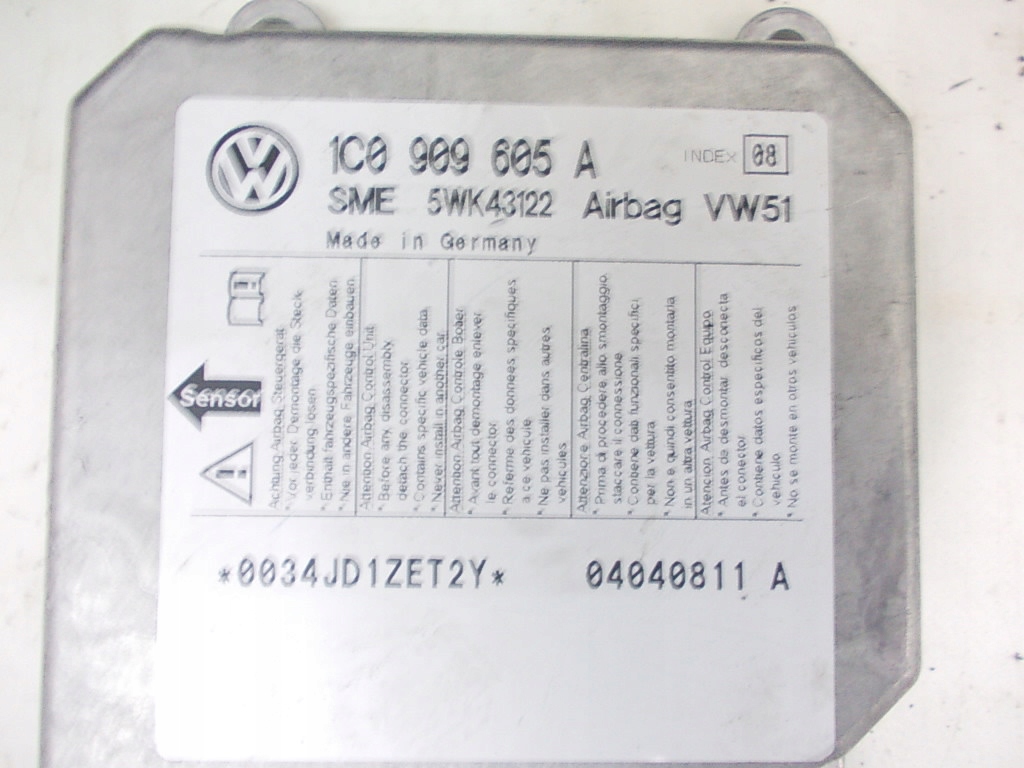 VW
1C0 909 605 A
INDEX 08
SME 5WK43122 Airbag VW51
Made in Germany
Sensor
Achtung Airbag Steuergerät
* Vor jeder Demontage die Steck-
verbindung lösen.
* Enthält fahrzeugspezifische Daten
* Nie in andere Fahrzeuge einbauen.
Attention Airbag Control Unit
* Before any disassembly
detach the connector.
* Contains specific vehicle data.
* Never install in another car.
Attention Airbag Controle Boitier
* Avant tout demontage enlever
le connector.
* Referme des donnees specifiques
a ce vehicule.
* Ne pas installer dans autres
vehicules.
Attenzione Airbag Centralina
* Prima di procedere allo smontaggio
staccare il connessione.
* Contiene dati funzionali specifici
per la vettura.
* Non e quindi consentito montaria
in un altra vettura.
Atencion Airbag Control Equipo
* Antes de desmontar desconecta
el conector.
* Contiene datos especificos del
vehiculo.
* No se monte en otros vehiculos
*0034JD1ZET2Y* 04040811 A